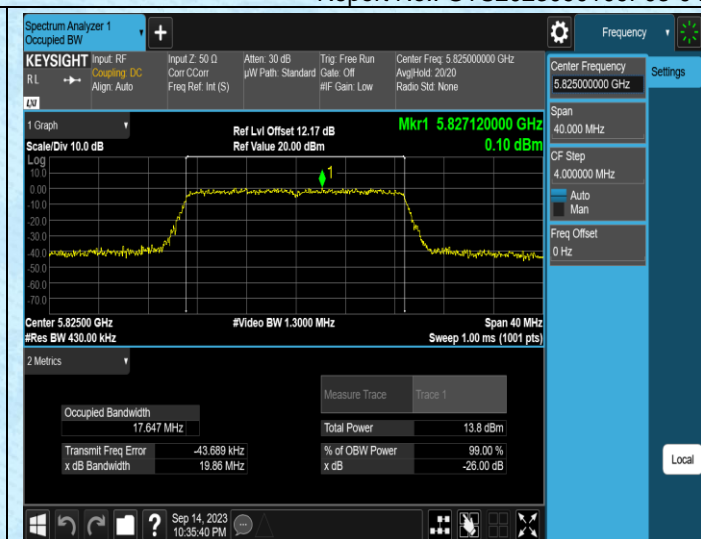 Spectrum Analyzer 1
Occupied BW
Frequency
KEYSIGHT
R L
LXI
Input: RF
Coupling: DC
Align: Auto
Input Z: 50 Ω
Corr CCorr
Freq Ref: Int (S)
Atten: 30 dB
µW Path: Standard
Trig: Free Run
Gate: Off
#IF Gain: Low
Center Freq: 5.825000000 GHz
Avg|Hold: 20/20
Radio Std: None
Center Frequency
5.825000000 GHz
Settings
Span
40.000 MHz
CF Step
4.000000 MHz
Auto
Man
Freq Offset
0 Hz
1 Graph
Scale/Div 10.0 dB
Ref Lvl Offset 12.17 dB
Ref Value 20.00 dBm
Mkr1 5.827120000 GHz
0.10 dBm
Log
10.0
0.00
-10.0
-20.0
-30.0
-40.0
-50.0
-60.0
-70.0
1
Center 5.82500 GHz
#Res BW 430.00 kHz
#Video BW 1.3000 MHz
Span 40 MHz
Sweep 1.00 ms (1001 pts)
2 Metrics
Measure Trace Trace 1
Occupied Bandwidth
17.647 MHz
Total Power 13.8 dBm
Transmit Freq Error -43.689 kHz
% of OBW Power 99.00 %
x dB Bandwidth 19.86 MHz
x dB -26.00 dB
Local
?
Sep 14, 2023
10:35:40 PM